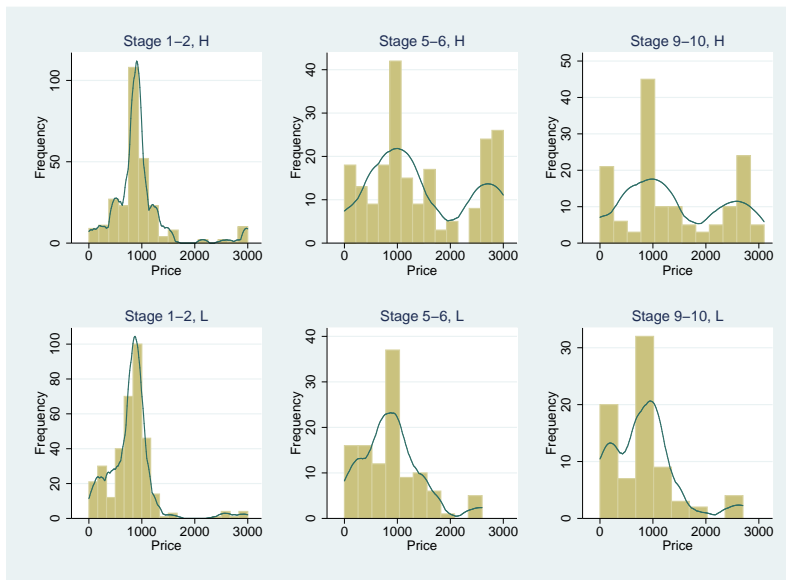 Stage 1–2, H
Frequency
0
50
100
0
1000
2000
3000
Price
Stage 5–6, H
Frequency
0
10
20
30
40
0
1000
2000
3000
Price
Stage 9–10, H
Frequency
0
10
20
30
40
50
0
1000
2000
3000
Price
Stage 1–2, L
Frequency
0
20
40
60
80
100
0
1000
2000
3000
Price
Stage 5–6, L
Frequency
0
10
20
30
40
0
1000
2000
3000
Price
Stage 9–10, L
Frequency
0
10
20
30
0
1000
2000
3000
Price